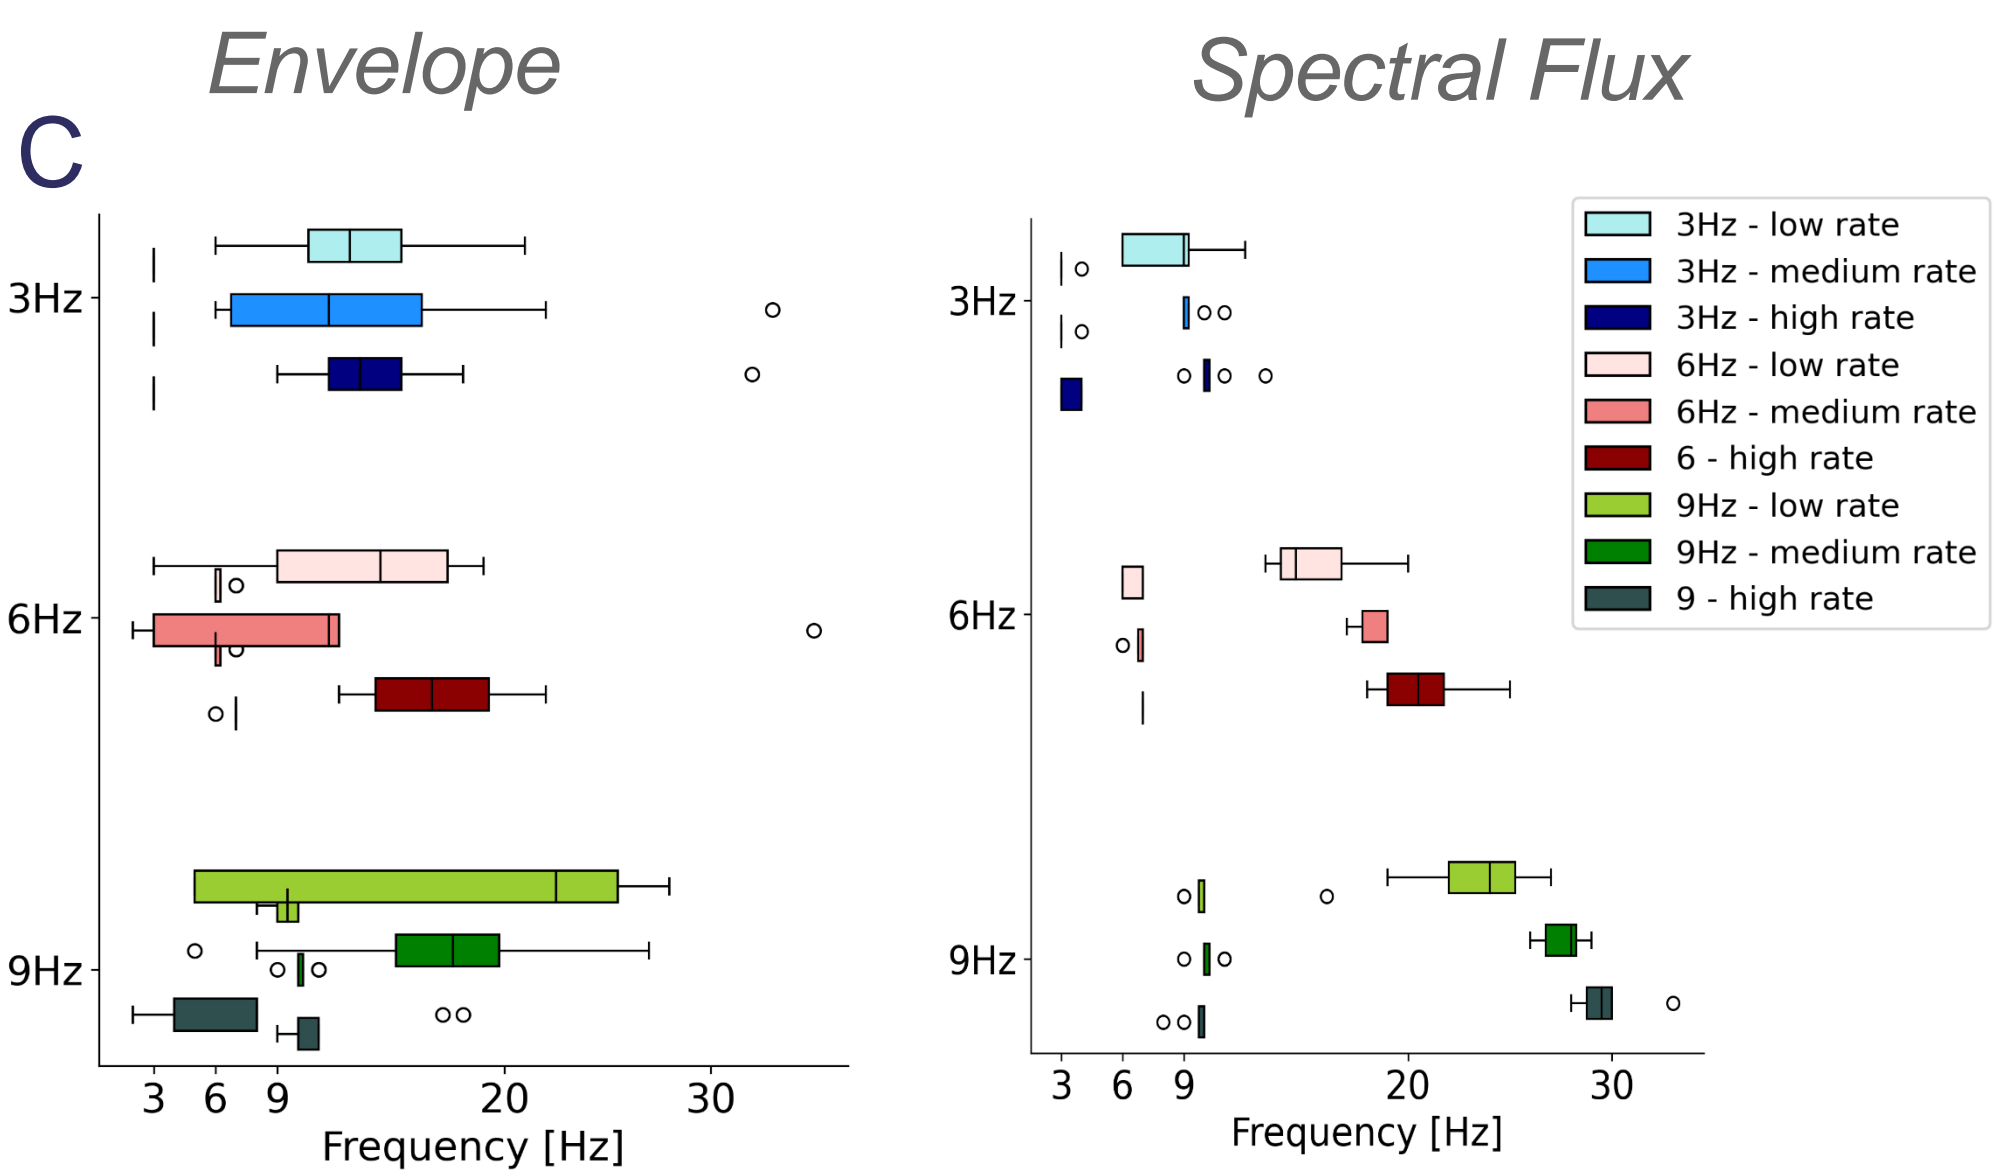 Envelope
Spectral Flux
C
3Hz
6Hz
9Hz
3 6 9 20 30
Frequency [Hz]
3Hz
6Hz
9Hz
3 6 9 20 30
Frequency [Hz]
3Hz - low rate
3Hz - medium rate
3Hz - high rate
6Hz - low rate
6Hz - medium rate
6 - high rate
9Hz - low rate
9Hz - medium rate
9 - high rate